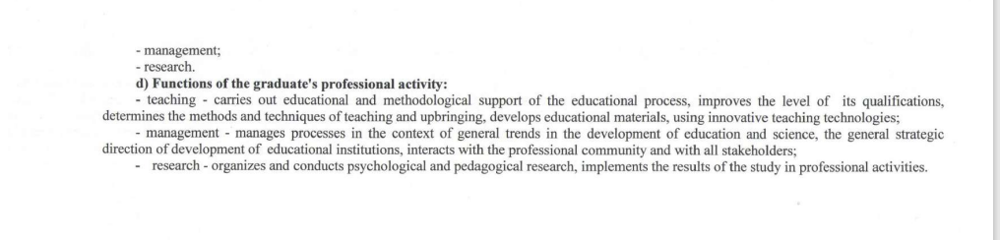 - management;
- research.
d) Functions of the graduate's professional activity:
- teaching - carries out educational and methodological support of the educational process, improves the level of its qualifications,
determines the methods and techniques of teaching and upbringing, develops educational materials, using innovative teaching technologies;
- management - manages processes in the context of general trends in the development of education and science, the general strategic
direction of development of educational institutions, interacts with the professional community and with all stakeholders;
- research - organizes and conducts psychological and pedagogical research, implements the results of the study in professional activities.